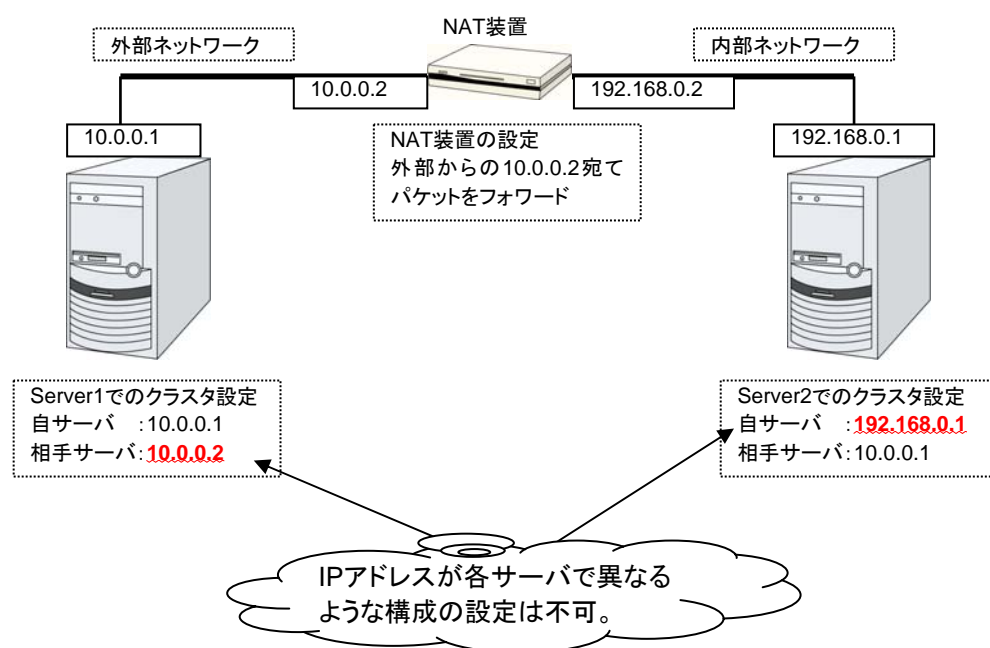 NAT装置
外部ネットワーク
内部ネットワーク
10.0.0.2
192.168.0.2
10.0.0.1
192.168.0.1
NAT装置の設定
外部からの10.0.0.2宛て
パケットをフォワード
Server1でのクラスタ設定
自サーバ :10.0.0.1
相手サーバ:10.0.0.2
Server2でのクラスタ設定
自サーバ :192.168.0.1
相手サーバ:10.0.0.1
IPアドレスが各サーバで異なる
ような構成の設定は不可。